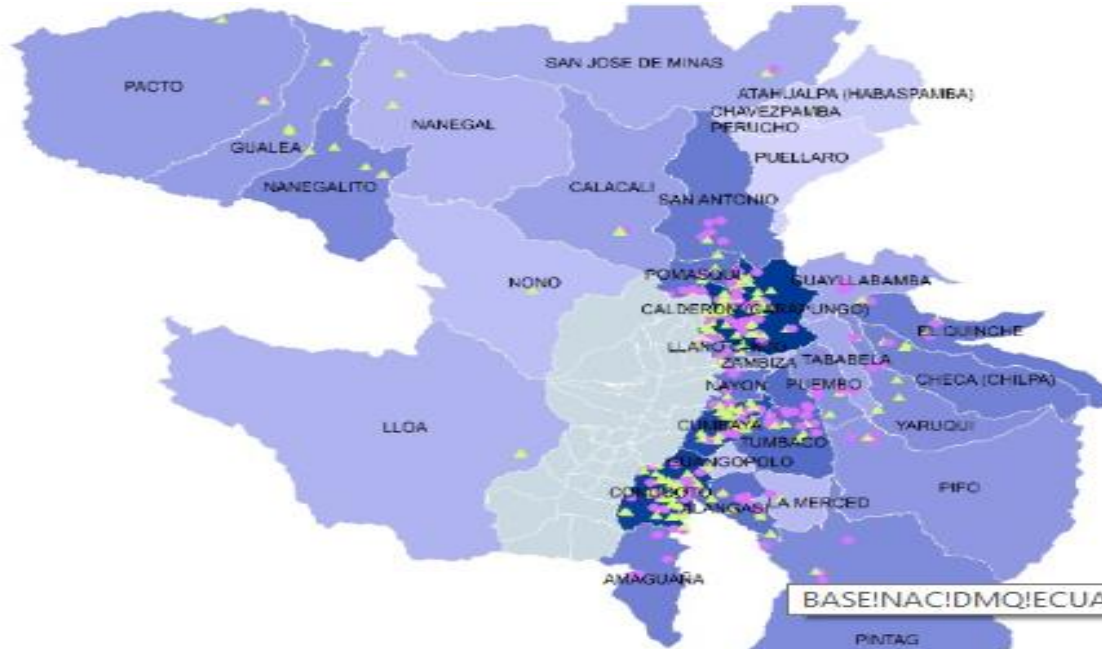 SAN JOSE DE MINAS
PACTO
ATAHUALPA (HABASPAMBA)
CHAVEZPAMBA
NANEGAL
PERUCHO
GUALEA
PUELLARO
NANEGALITO
CALACALI
SAN ANTONIO
NONO
POMASQUI
GUAYLLABAMBA
CALDERON (CARAPUNGO)
EL QUINCHE
LLANO CHICO
ZAMBIZA
TABABELA
NAYON
PUEMBO
CHECA (CHILPA)
LLOA
CUMBAYA
YARUQUI
TUMBACO
GUANGOPOLO
PIFO
CONOCOTO
LA MERCED
ALANGASI
AMAGUAÑA
BASE!NAC!DMQ!ECUA
PINTAG